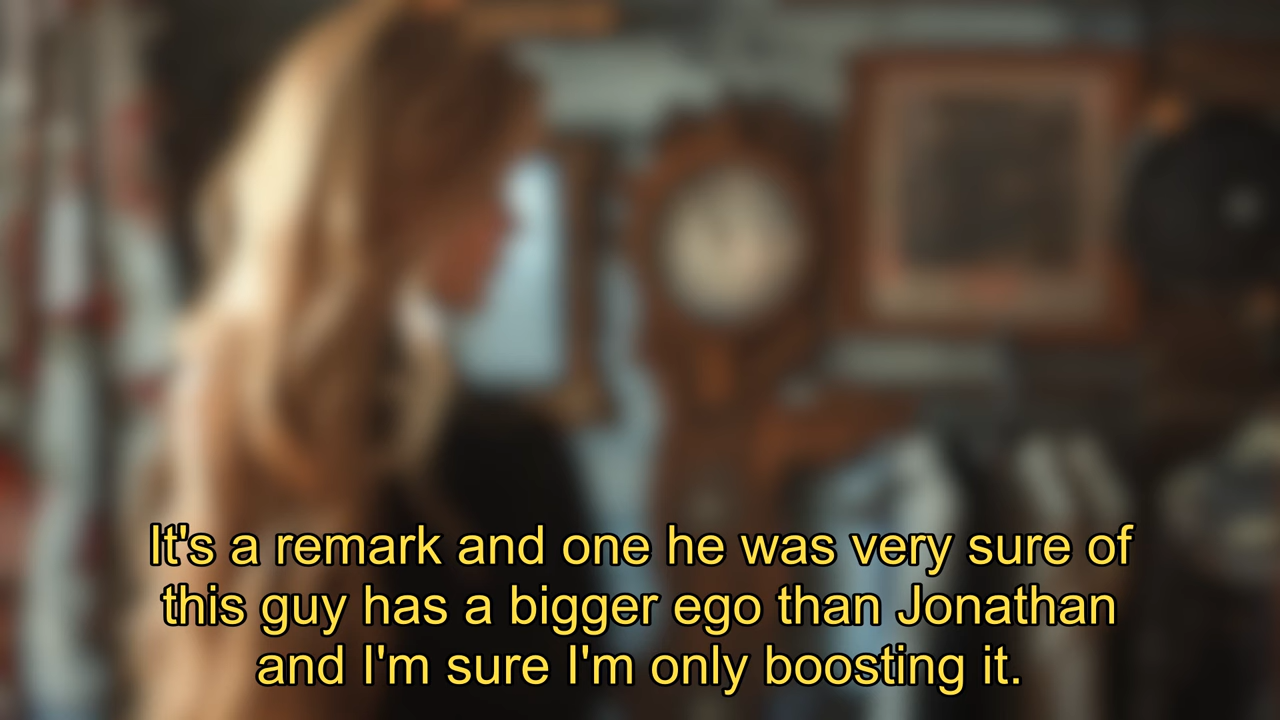 It's a remark and one he was very sure of
this guy has a bigger ego than Jonathan
and I'm sure I'm only boosting it.